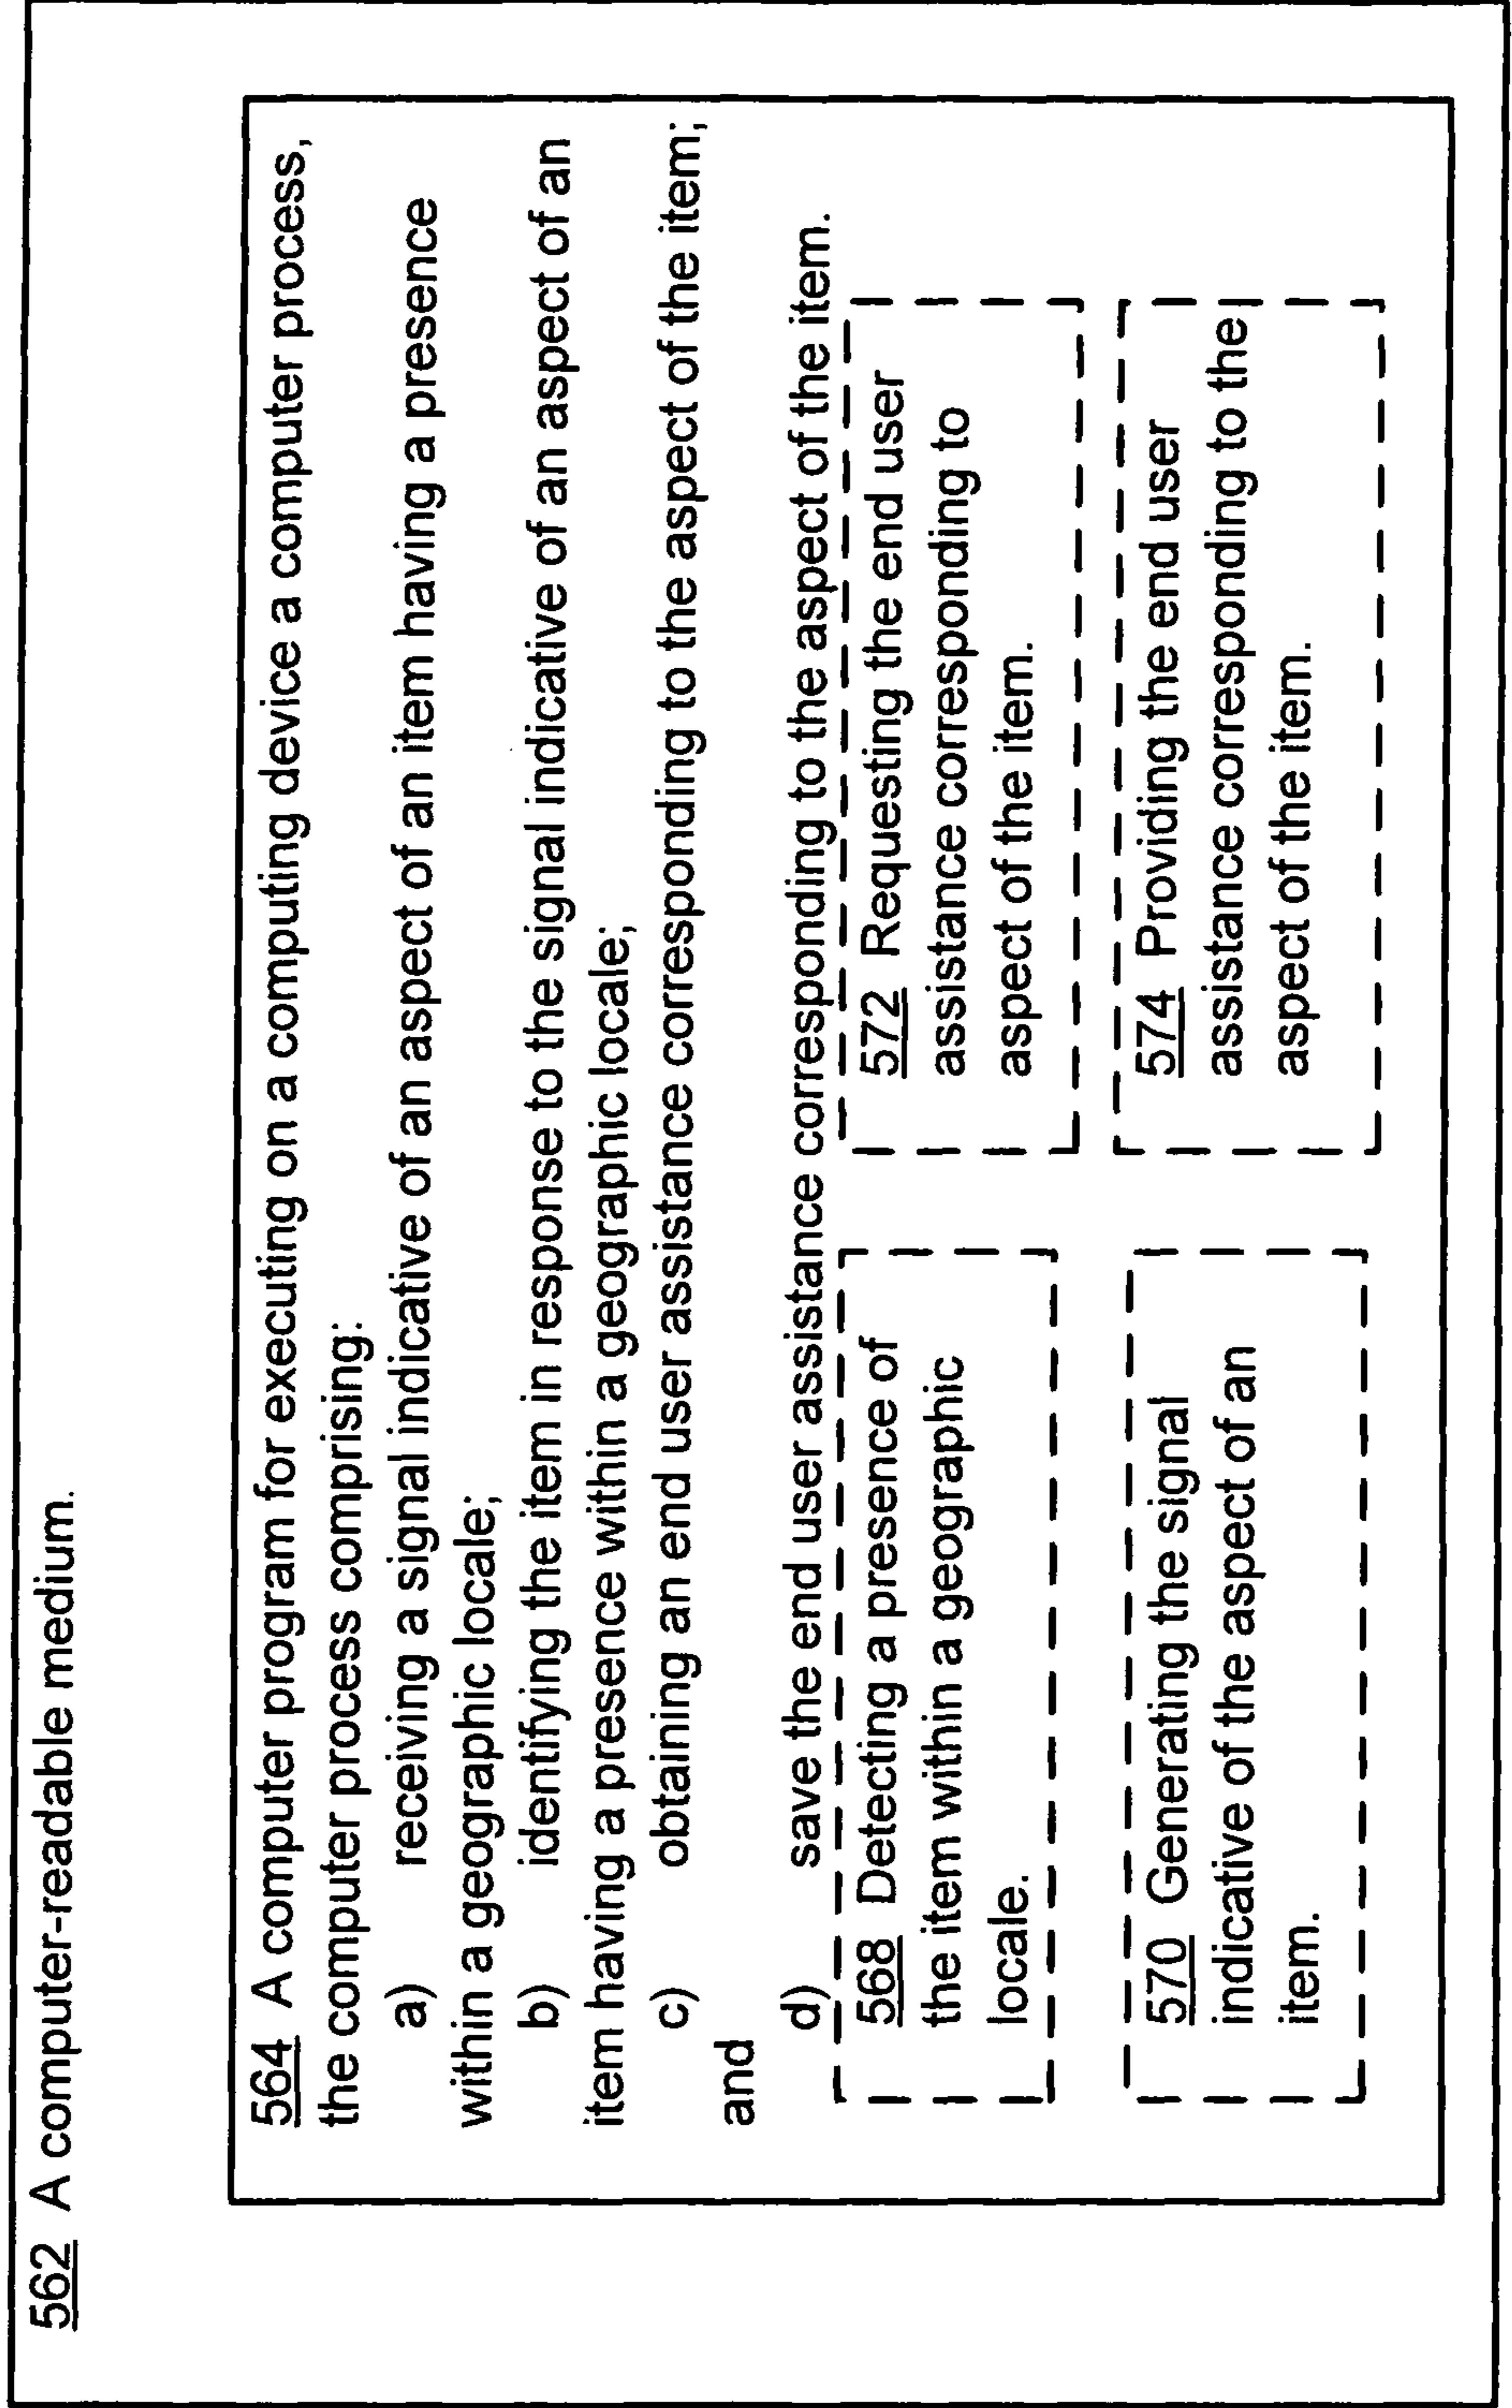 562 A computer-readable medium.
564 A computer program for executing on a computing device a computer process,
the computer process comprising:
a) receiving a signal indicative of an aspect of an item having a presence
within a geographic locale;
b) identifying the item in response to the signal indicative of an aspect of an
item having a presence within a geographic locale;
c) obtaining an end user assistance corresponding to the aspect of the item;
and
d) save the end user assistance corresponding to the aspect of the item.
568 Detecting a presence of
the item within a geographic
locale.
570 Generating the signal
indicative of the aspect of an
item.
572 Requesting the end user
assistance corresponding to
aspect of the item.
574 Providing the end user
assistance corresponding to the
aspect of the item.